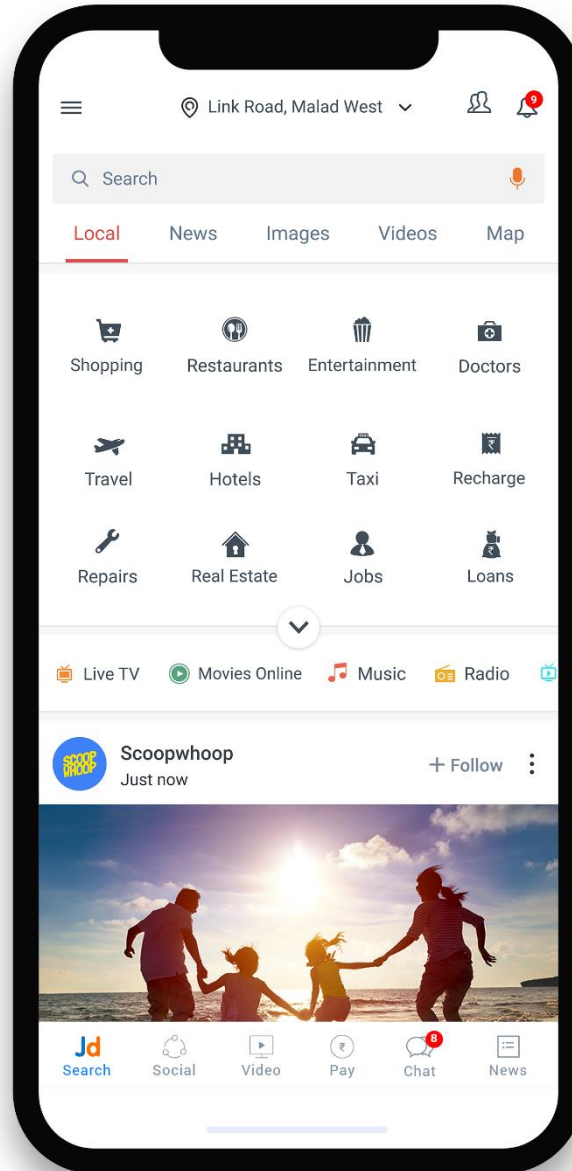 Link Road, Malad West
9
Search
Local News Images Videos Map
Shopping Restaurants Entertainment Doctors
Travel Hotels Taxi Recharge
Repairs Real Estate Jobs Loans
Live TV Movies Online Music Radio
SCOOP
WHOOP
Scoopwhoop
Just now
+ Follow
Jd
8
Search Social Video Pay Chat News